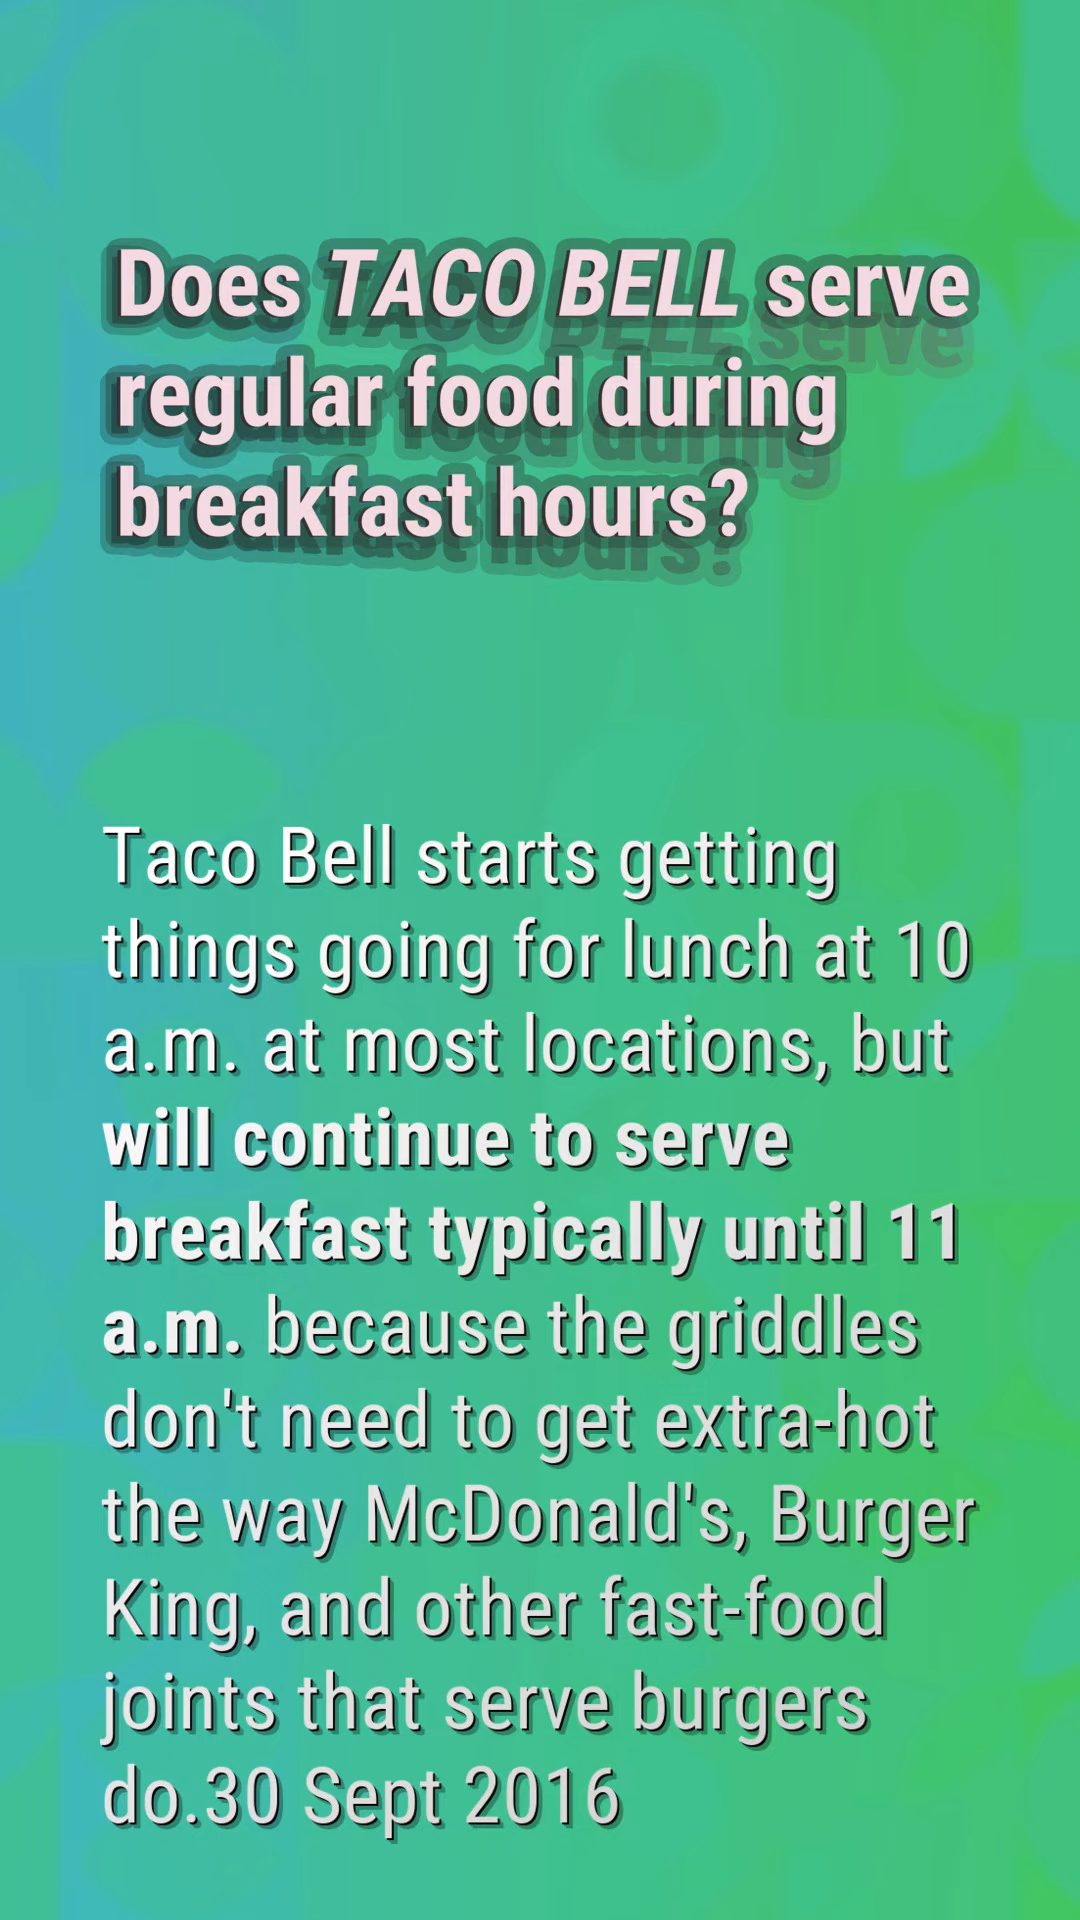 Does TACO BELL serve
regular food during
breakfast hours?
Taco Bell starts getting
things going for lunch at 10
a.m. at most locations, but
will continue to serve
breakfast typically until 11
a.m. because the griddles
don't need to get extra-hot
the way McDonald's, Burger
King, and other fast-food
joints that serve burgers
do.30 Sept 2016